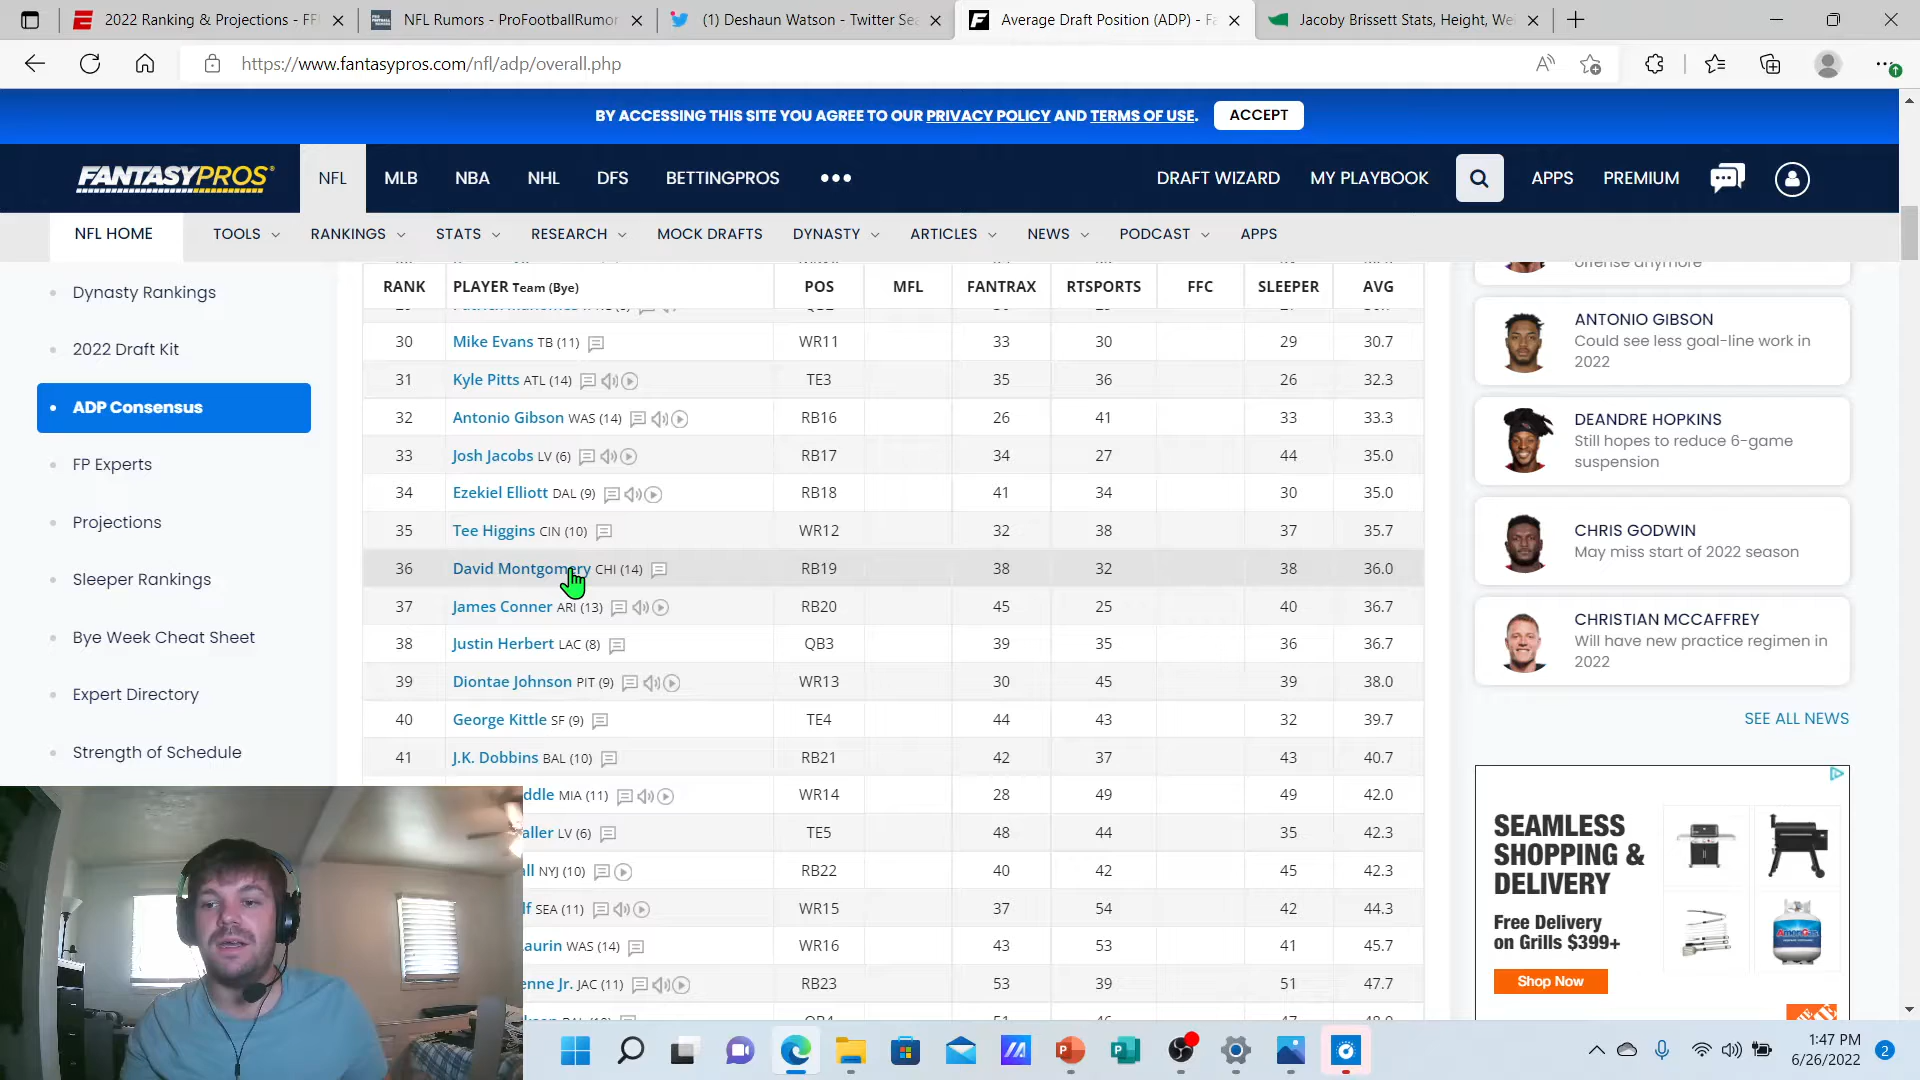 2022 Ranking & Projections - FF
NFL Rumors - ProFootballRumor
(1) Deshaun Watson - Twitter Sea
Average Draft Position (ADP) - Fa
Jacoby Brissett Stats, Height, Wei
https://www.fantasypros.com/nfl/adp/overall.php
BY ACCESSING THIS SITE YOU AGREE TO OUR PRIVACY POLICY AND TERMS OF USE. ACCEPT
FANTASYPROS NFL MLB NBA NHL DFS BETTINGPROS ••• DRAFT WIZARD MY PLAYBOOK APPS PREMIUM
NFL HOME TOOLS RANKINGS STATS RESEARCH MOCK DRAFTS DYNASTY ARTICLES NEWS PODCAST APPS
Dynasty Rankings
2022 Draft Kit
ADP Consensus
FP Experts
Projections
Sleeper Rankings
Bye Week Cheat Sheet
Expert Directory
Strength of Schedule
RANK PLAYER Team (Bye) POS MFL FANTRAX RTSPORTS FFC SLEEPER AVG
30 Mike Evans TB (11) WR11 33 30 29 30.7
31 Kyle Pitts ATL (14) TE3 35 36 26 32.3
32 Antonio Gibson WAS (14) RB16 26 41 33 33.3
33 Josh Jacobs LV (6) RB17 34 27 44 35.0
34 Ezekiel Elliott DAL (9) RB18 41 34 30 35.0
35 Tee Higgins CIN (10) WR12 32 38 37 35.7
36 David Montgomery CHI (14) RB19 38 32 38 36.0
37 James Conner ARI (13) RB20 45 25 40 36.7
38 Justin Herbert LAC (8) QB3 39 35 36 36.7
39 Diontae Johnson PIT (9) WR13 30 45 39 38.0
40 George Kittle SF (9) TE4 44 43 32 39.7
41 J.K. Dobbins BAL (10) RB21 42 37 43 40.7
ddle MIA (11) WR14 28 49 49 42.0
aller LV (6) TE5 48 44 35 42.3
ll NYJ (10) RB22 40 42 45 42.3
lf SEA (11) WR15 37 54 42 44.3
aurin WAS (14) WR16 43 53 41 45.7
enne Jr. JAC (11) RB23 53 39 51 47.7
offense anymore
ANTONIO GIBSON
Could see less goal-line work in
2022
DEANDRE HOPKINS
Still hopes to reduce 6-game
suspension
CHRIS GODWIN
May miss start of 2022 season
CHRISTIAN MCCAFFREY
Will have new practice regimen in
2022
SEE ALL NEWS
SEAMLESS
SHOPPING &
DELIVERY
Free Delivery
on Grills $399+
Shop Now
1:47 PM
6/26/2022
2